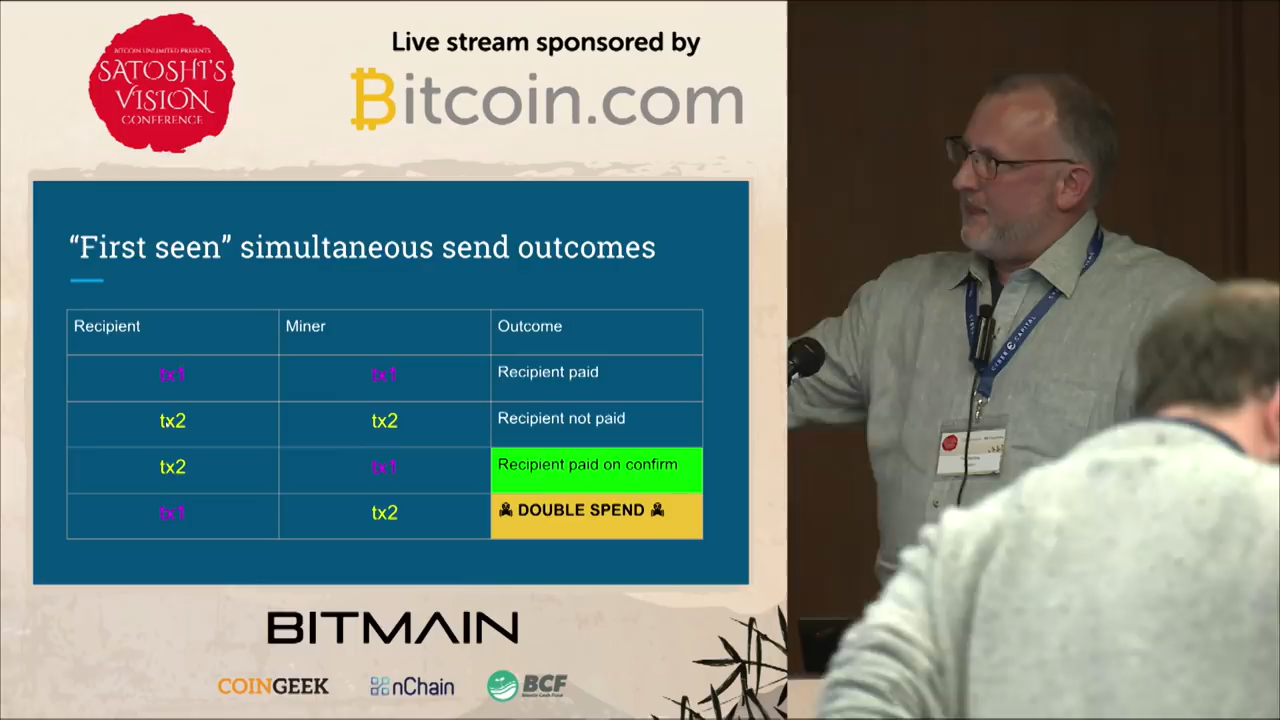 BITCOIN UNLIMITED PRESENTS
SATOSHI'S
VISION
CONFERENCE
Live stream sponsored by
Bitcoin.com
“First seen” simultaneous send outcomes
Recipient Miner Outcome
tx1 tx1 Recipient paid
tx2 tx2 Recipient not paid
tx2 tx1 Recipient paid on confirm
tx1 tx2 DOUBLE SPEND
BITMAIN
COINGEEK nChain BCF
CAPITAL